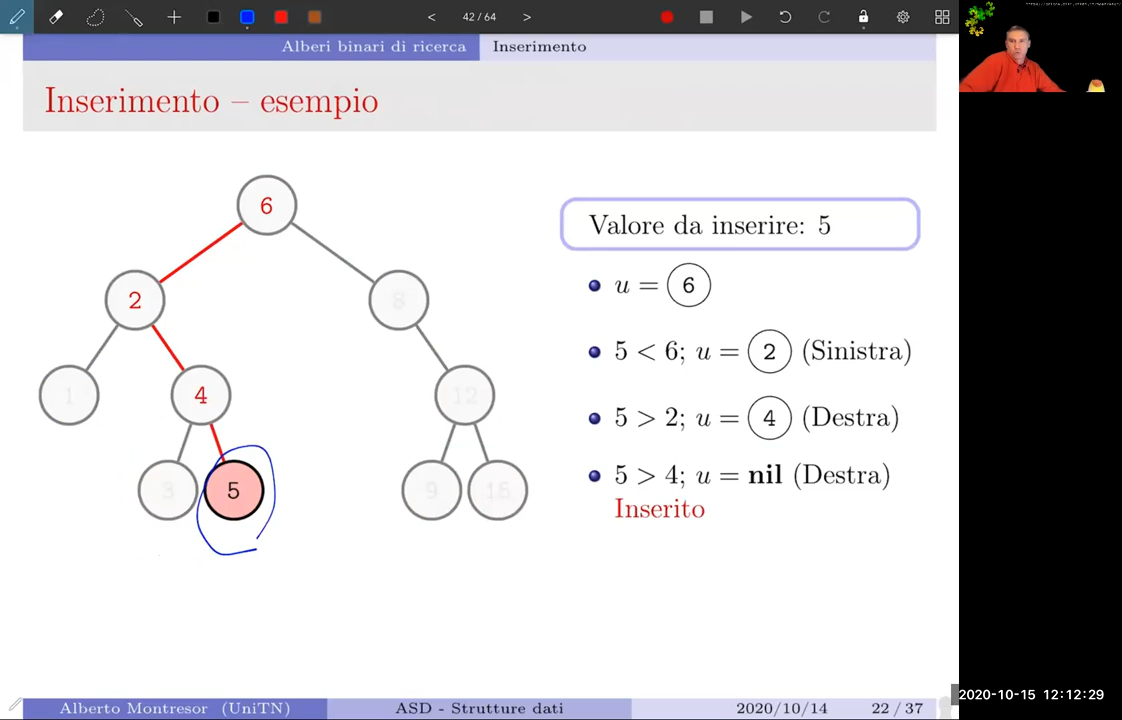 42 / 64
Alberi binari di ricerca Inserimento
Inserimento – esempio
6
2
8
1
4
12
3
5
9
15
Valore da inserire: 5
u = 6
5 < 6; u = 2 (Sinistra)
5 > 2; u = 4 (Destra)
5 > 4; u = nil (Destra)
Inserito
Alberto Montresor (UniTN) ASD - Strutture dati 2020/10/14 22 / 37
2020-10-15 12:12:29